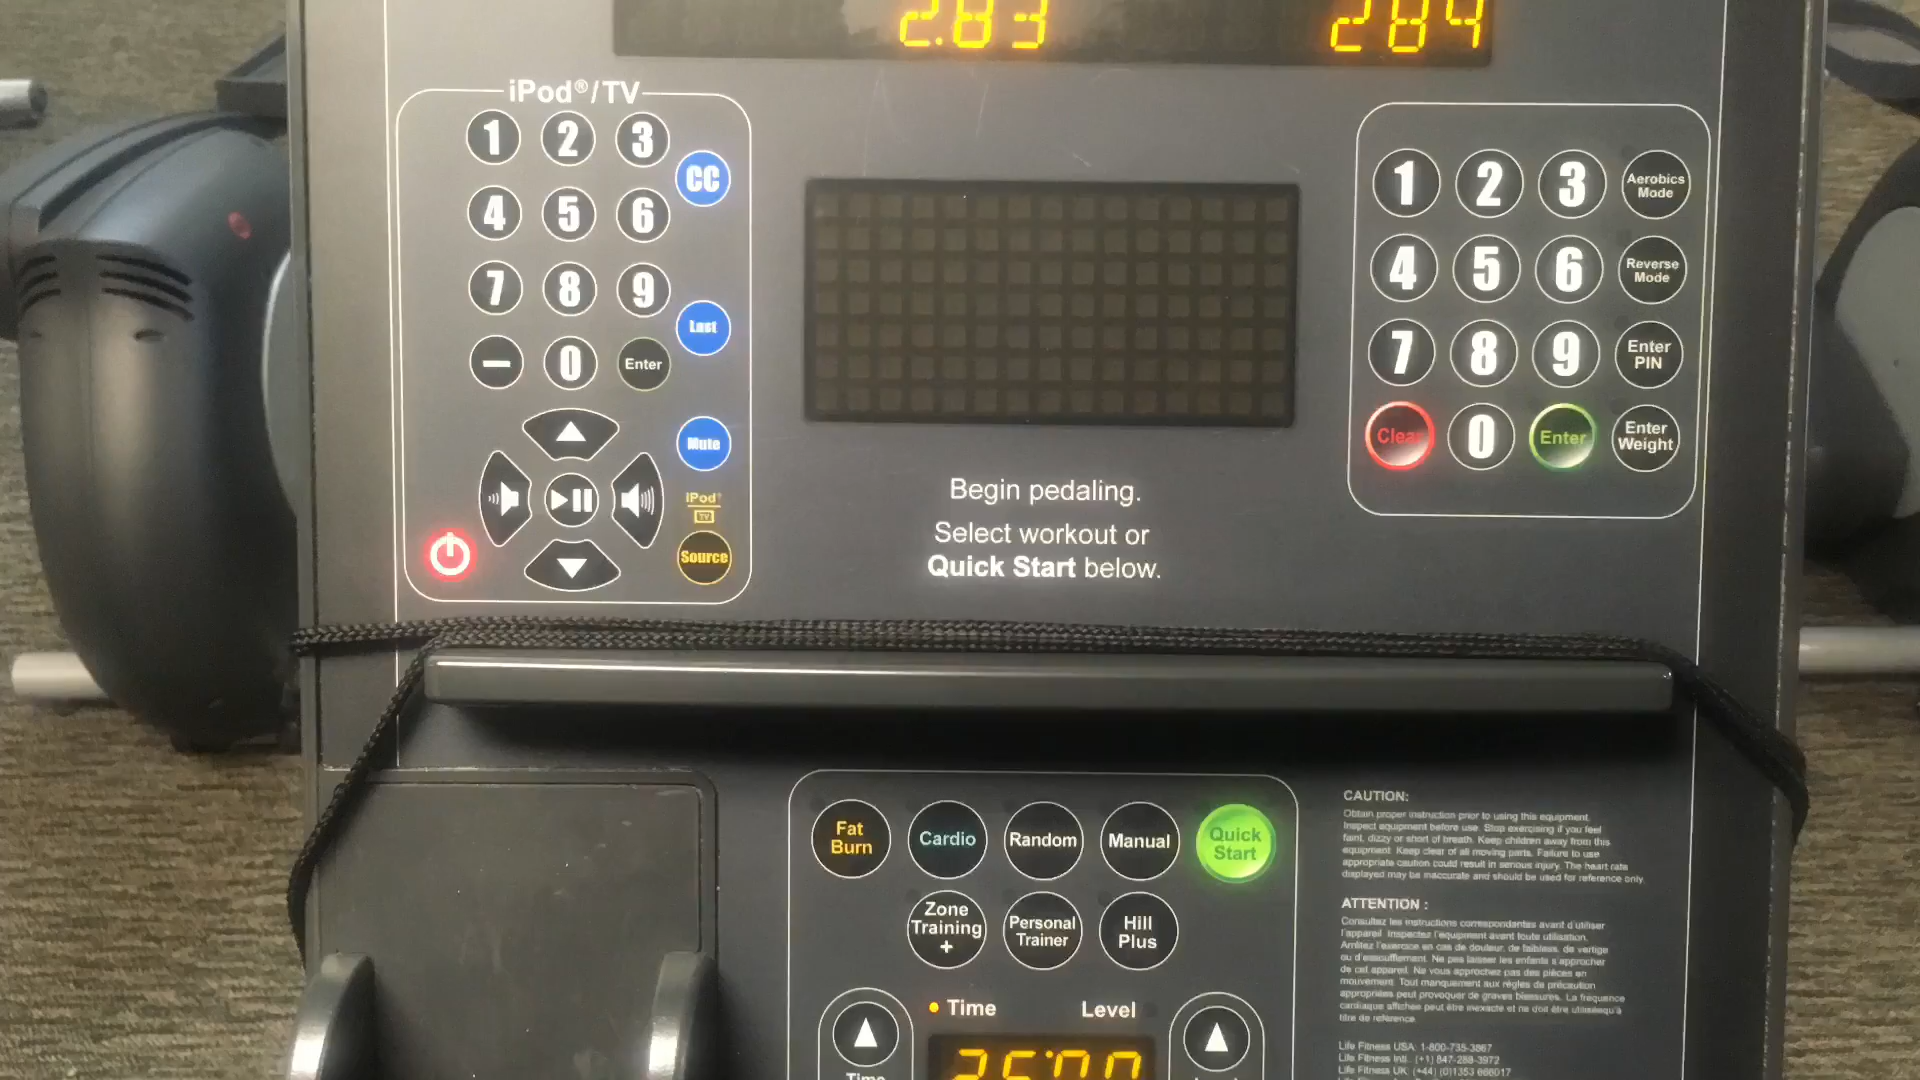 2.83 284
iPod®/TV
1 2 3
CC
4 5 6
7 8 9
Last
- 0 Enter
Mute
iPod®
TV
Source
1 2 3 Aerobics Mode
4 5 6 Reverse Mode
7 8 9 Enter PIN
Clear 0 Enter Enter Weight
Begin pedaling.
Select workout or
Quick Start below.
Fat Burn
Cardio
Random
Manual
Quick Start
Zone Training +
Personal Trainer
Hill Plus
Time Level
CAUTION:
Obtain proper instruction prior to using this equipment.
Inspect equipment before use. Stop exercising if you feel
faint, dizzy or short of breath. Keep children away from this
equipment. Keep clear of all moving parts. Failure to use
appropriate caution could result in serious injury. The heart rate
displayed may be inaccurate and should be used for reference only.
ATTENTION :
Consultez les instructions correspondantes avant d'utiliser
l'appareil. Inspectez l'équipement avant toute utilisation.
Arrêtez l'exercice en cas de douleur, de faiblesse, de vertige
ou d'essoufflement. Ne pas laisser les enfants s'approcher
de cet appareil. Ne vous approchez pas des pièces en
mouvement. Tout manquement aux règles de précaution
appropriées peut provoquer de graves blessures. La fréquence
cardiaque affichée peut être inexacte et ne doit être utilisée qu'à
titre de référence.
Life Fitness USA: 1-800-735-3867
Life Fitness Intl.: (+1) 847-288-3972
Life Fitness UK: (+44) (0)1353 666017
Time